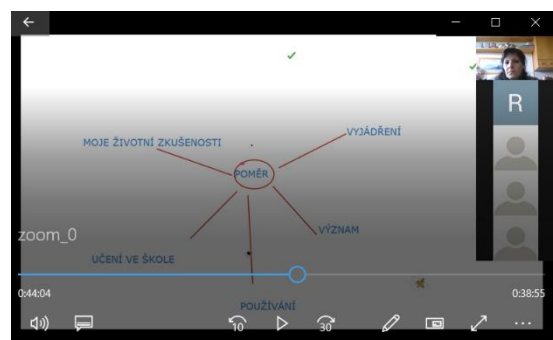 R
MOJE ŽIVOTNÍ ZKUŠENOSTI
VYJÁDŘENÍ
POMĚR
VÝZNAM
UČENÍ VE ŠKOLE
POUŽÍVÁNÍ
zoom_0
0:44:04
0:38:55
10
30